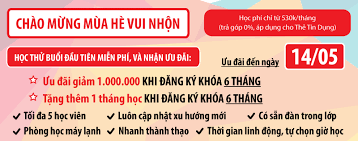 CHÀO MỪNG MÙA HÈ VUI NHỘN
Học phí chỉ từ 530k/tháng
(trả góp 0%, áp dụng cho Thẻ Tín Dụng)
HỌC THỬ BUỔI ĐẦU TIÊN MIỄN PHÍ, VÀ NHẬN ƯU ĐÃI:
Ưu đãi đến ngày 14/05
Ưu đãi giảm 1.000.000 KHI ĐĂNG KÝ KHÓA 6 THÁNG
Tặng thêm 1 tháng học KHI ĐĂNG KÝ KHÓA 6 THÁNG
Tối đa 5 học viên
Luôn cập nhật xu hướng mới
Có sẵn đàn trong lớp
Phòng học máy lạnh
Nhanh thành thạo
Thời gian linh động, tự chọn giờ học